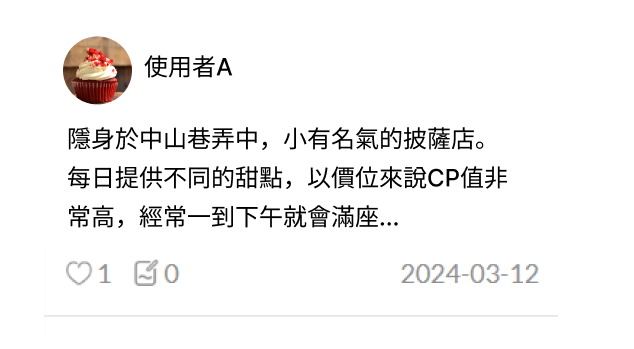 使用者A
隱身於中山巷弄中，小有名氣的披薩店。
每日提供不同的甜點，以價位來說CP值非
常高，經常一到下午就會滿座...
1 0 2024-03-12